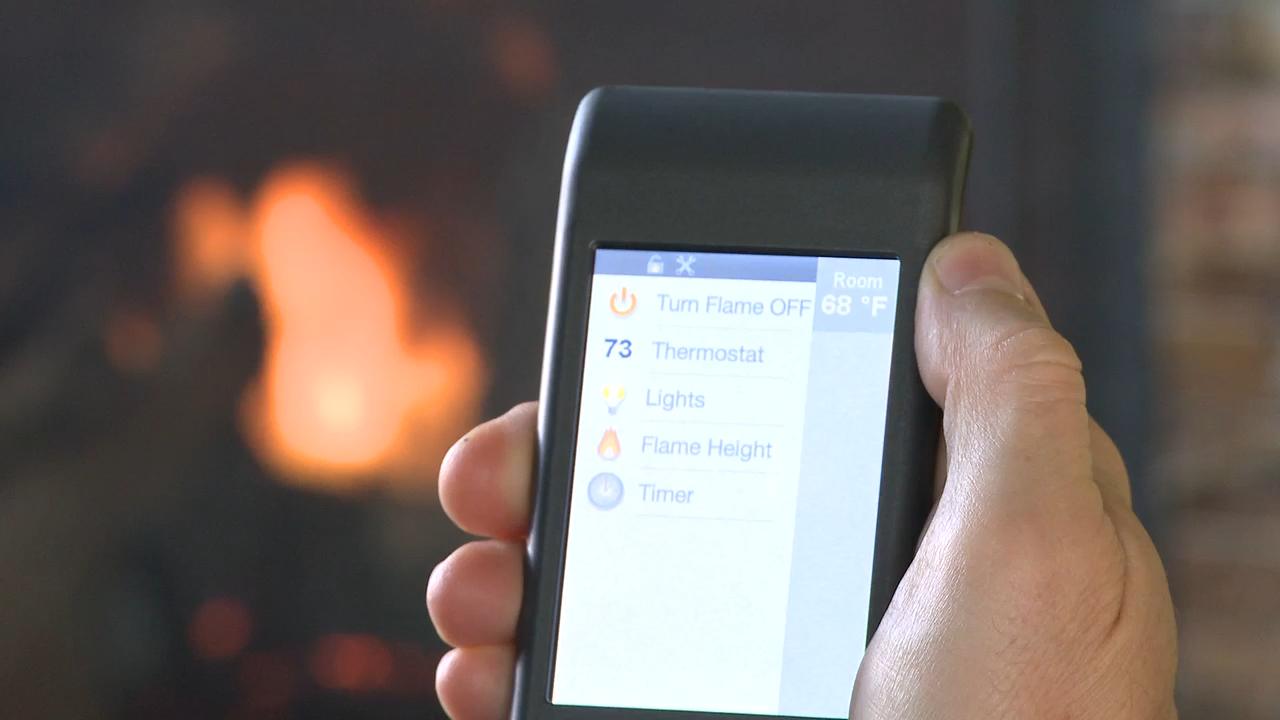 Room
68 °F
Turn Flame OFF
73 Thermostat
Lights
Flame Height
Timer